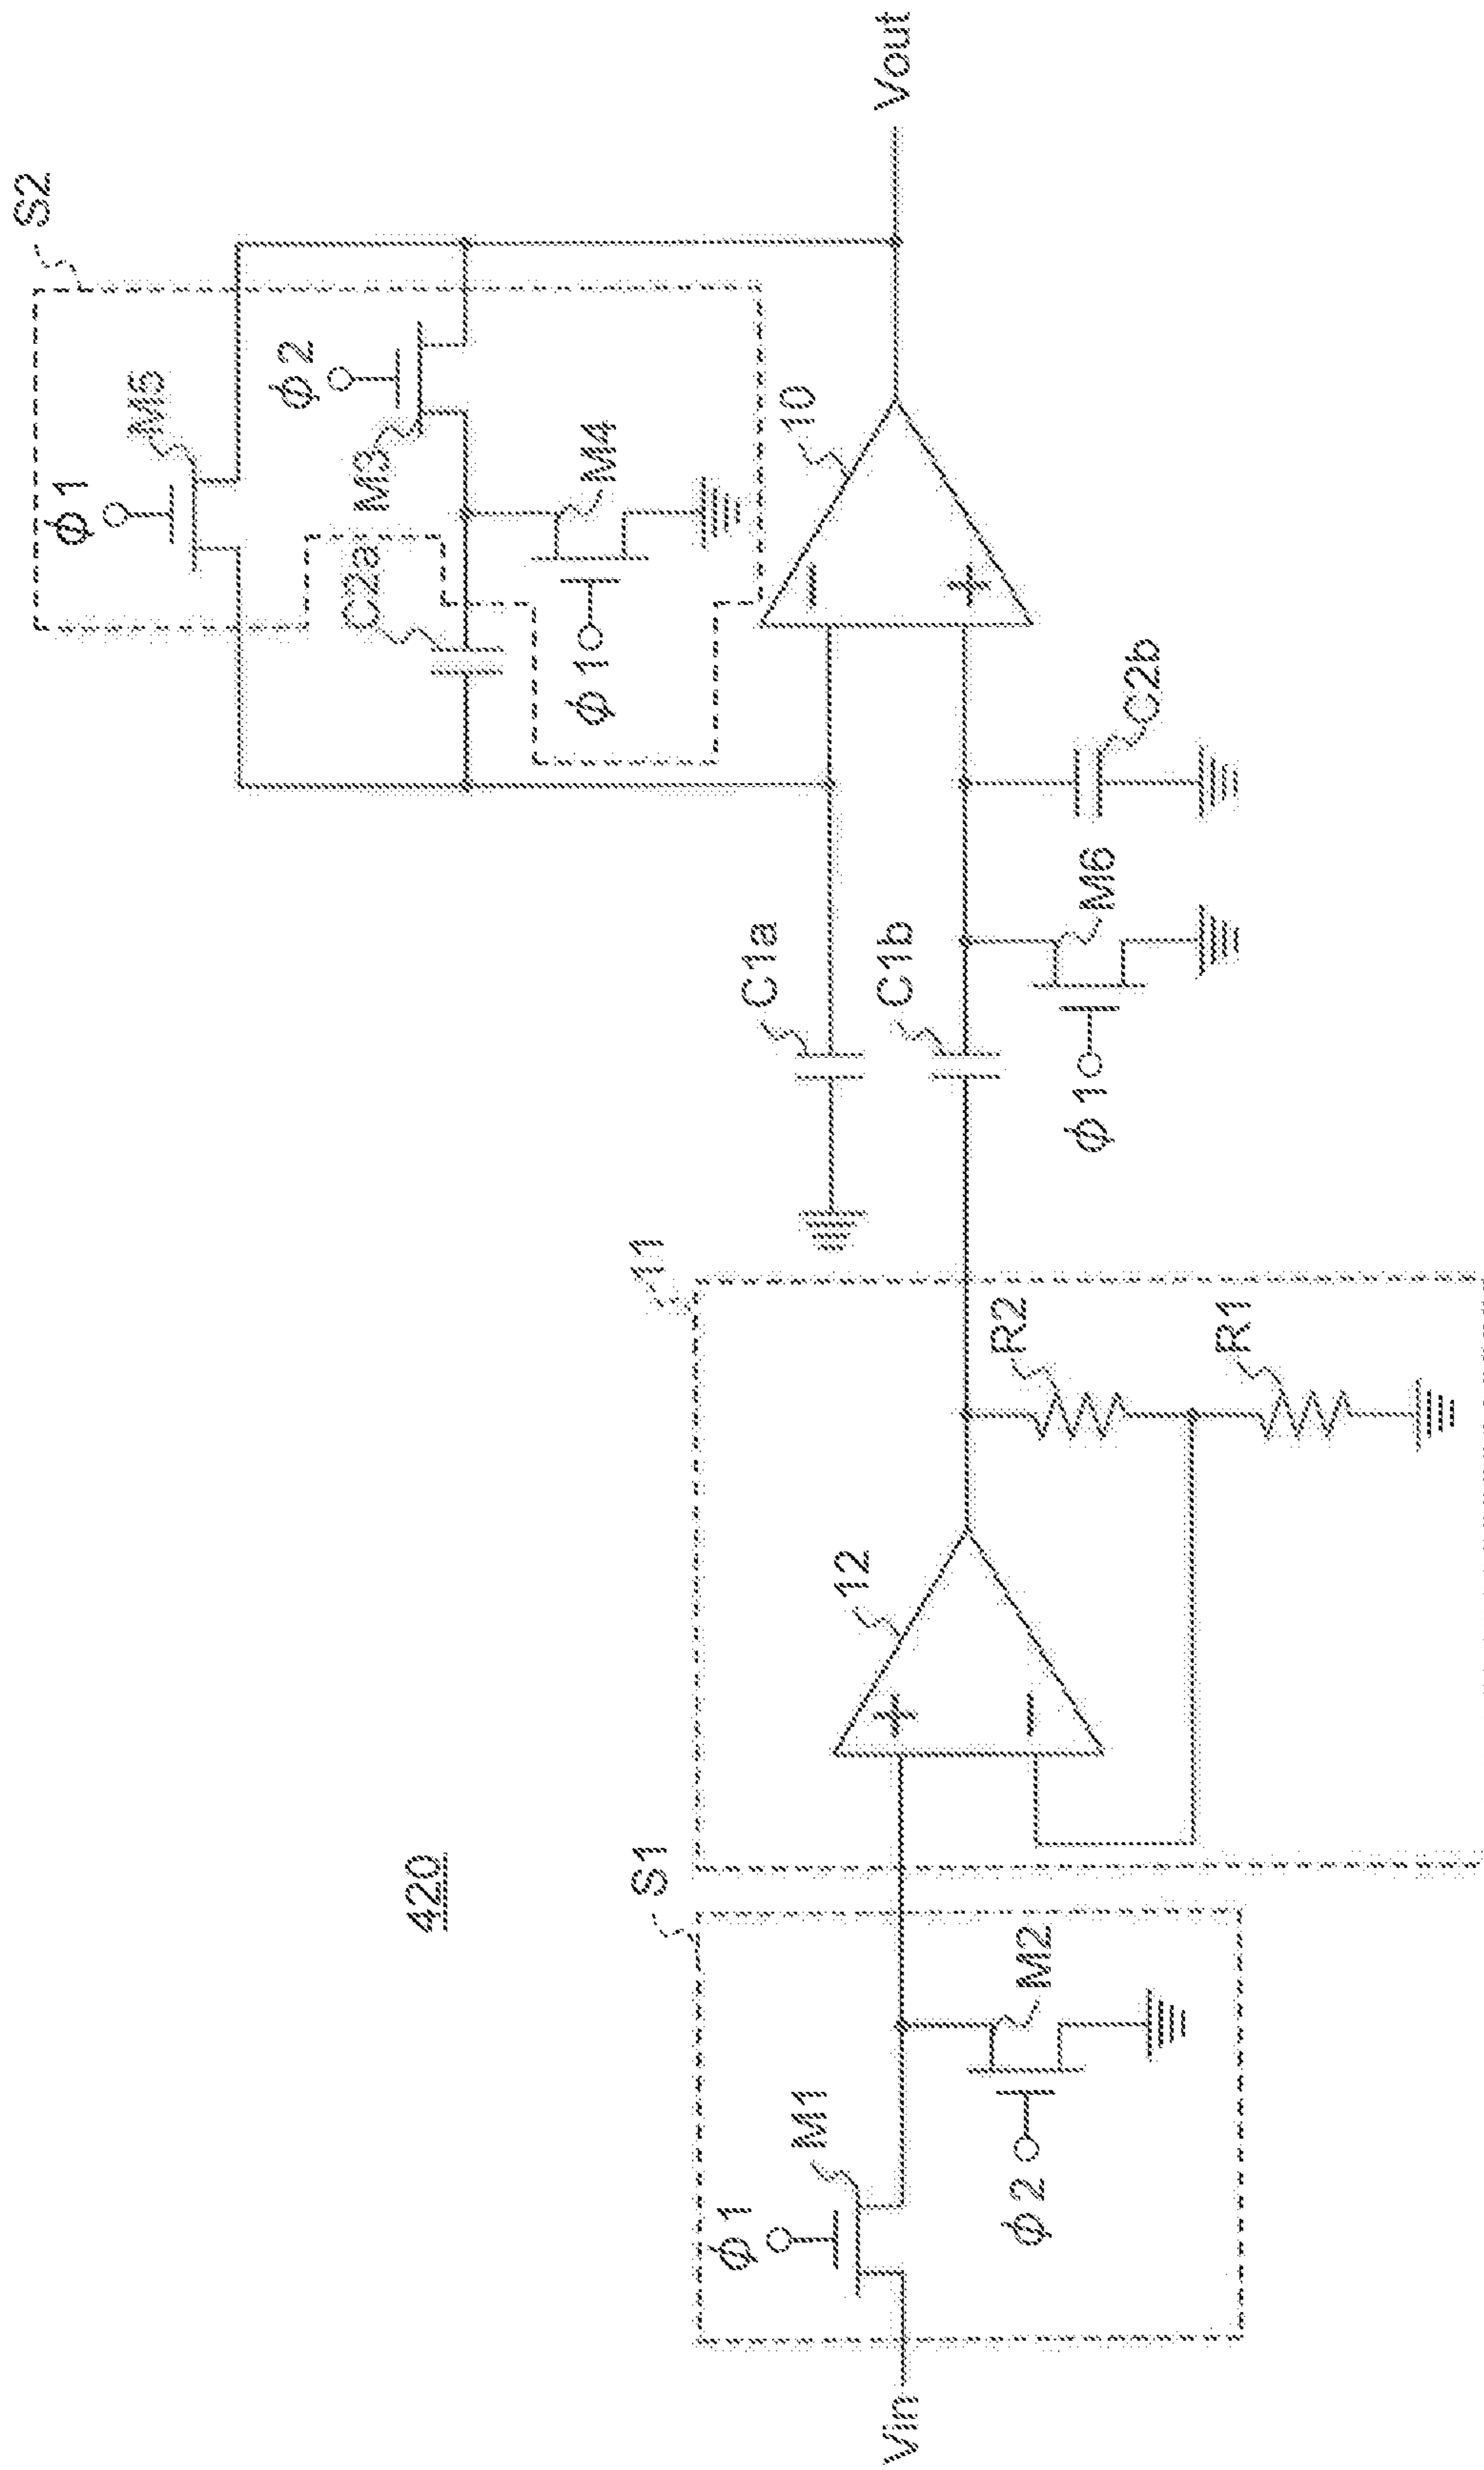 420
S2
ϕ1
M5
ϕ2
M3
C2a
M4
ϕ1
10
−
+
Vout
C1a
C1b
C2b
M6
ϕ1
11
12
+
−
R2
R1
S1
ϕ1
M1
M2
ϕ2
Vin